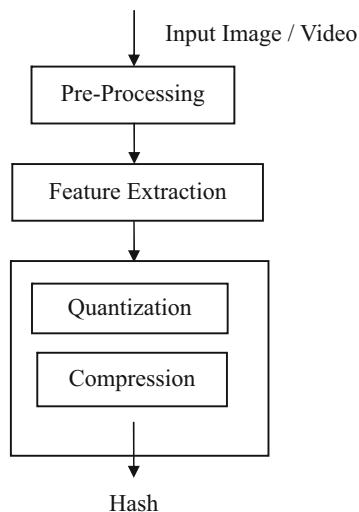 Input Image / Video
Pre-Processing
Feature Extraction
Quantization
Compression
Hash